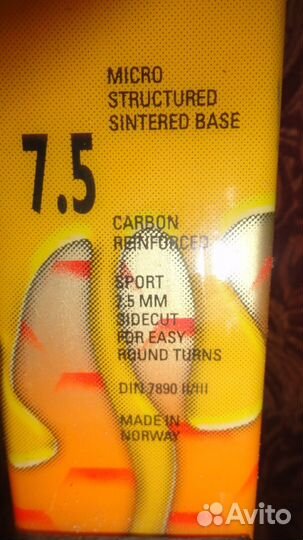 MICRO
STRUCTURED
SINTERED BASE
7.5
CARBON
REINFORCED
SPORT
2.5 MM
SIDECUT
FOR EASY
ROUND TURNS
DIN 7890 II/III
MADE IN
NORWAY
Avito